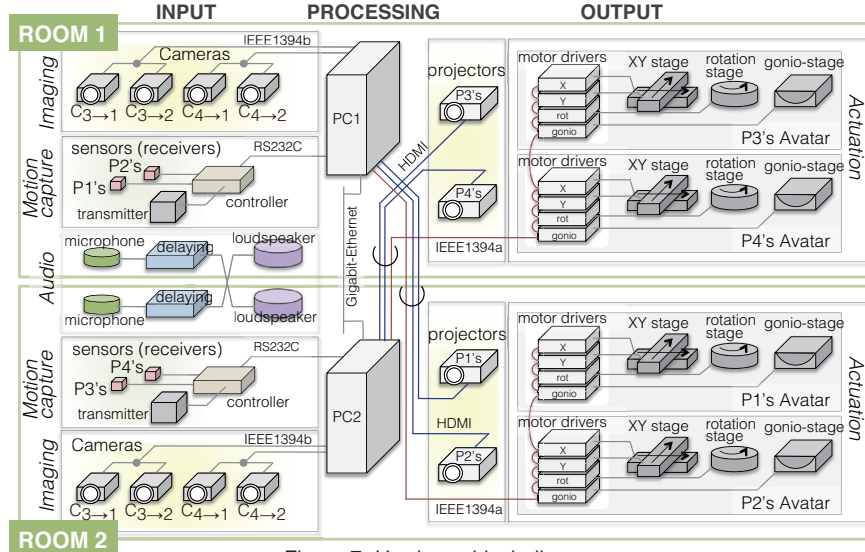 INPUT PROCESSING OUTPUT
ROOM 1
Imaging
Cameras
IEEE1394b
C3→1 C3→2 C4→1 C4→2
PC1
Motion
capture
sensors (receivers)
RS232C
P2's
P1's
transmitter
controller
Audio
microphone
delaying
loudspeaker
delaying
microphone
loudspeaker
Gigabit-Ethernet
HDMI
projectors
P3's
P4's
IEEE1394a
motor drivers
X
Y
rot
gonio
XY stage
rotation
stage
gonio-stage
P3's Avatar
motor drivers
X
Y
rot
gonio
XY stage
rotation
stage
gonio-stage
P4's Avatar
Actuation
Motion
capture
sensors (receivers)
RS232C
P4's
P3's
transmitter
controller
PC2
Imaging
Cameras
IEEE1394b
C3→1 C3→2 C4→1 C4→2
projectors
P1's
HDMI
P2's
IEEE1394a
motor drivers
X
Y
rot
gonio
XY stage
rotation
stage
gonio-stage
P1's Avatar
motor drivers
X
Y
rot
gonio
XY stage
rotation
stage
gonio-stage
P2's Avatar
Actuation
ROOM 2